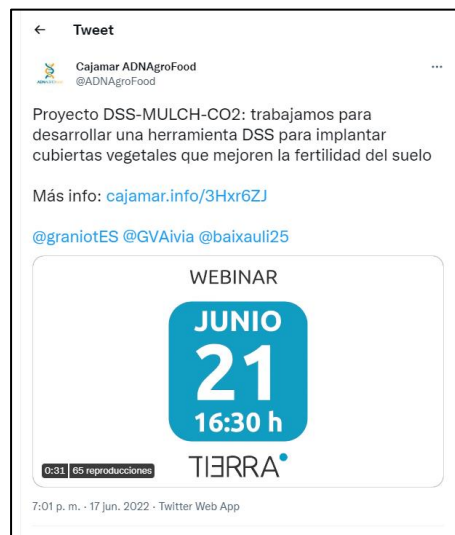 ← Tweet
Cajamar ADNAgroFood
@ADNAgroFood
...
Proyecto DSS-MULCH-CO2: trabajamos para
desarrollar una herramienta DSS para implantar
cubiertas vegetales que mejoren la fertilidad del suelo
Más info: cajamar.info/3Hxr6ZJ
@graniotES @GVAivia @baixauli25
WEBINAR
JUNIO
21
16:30 h
TIERRA
0:31 65 reproducciones
7:01 p. m. · 17 jun. 2022 · Twitter Web App